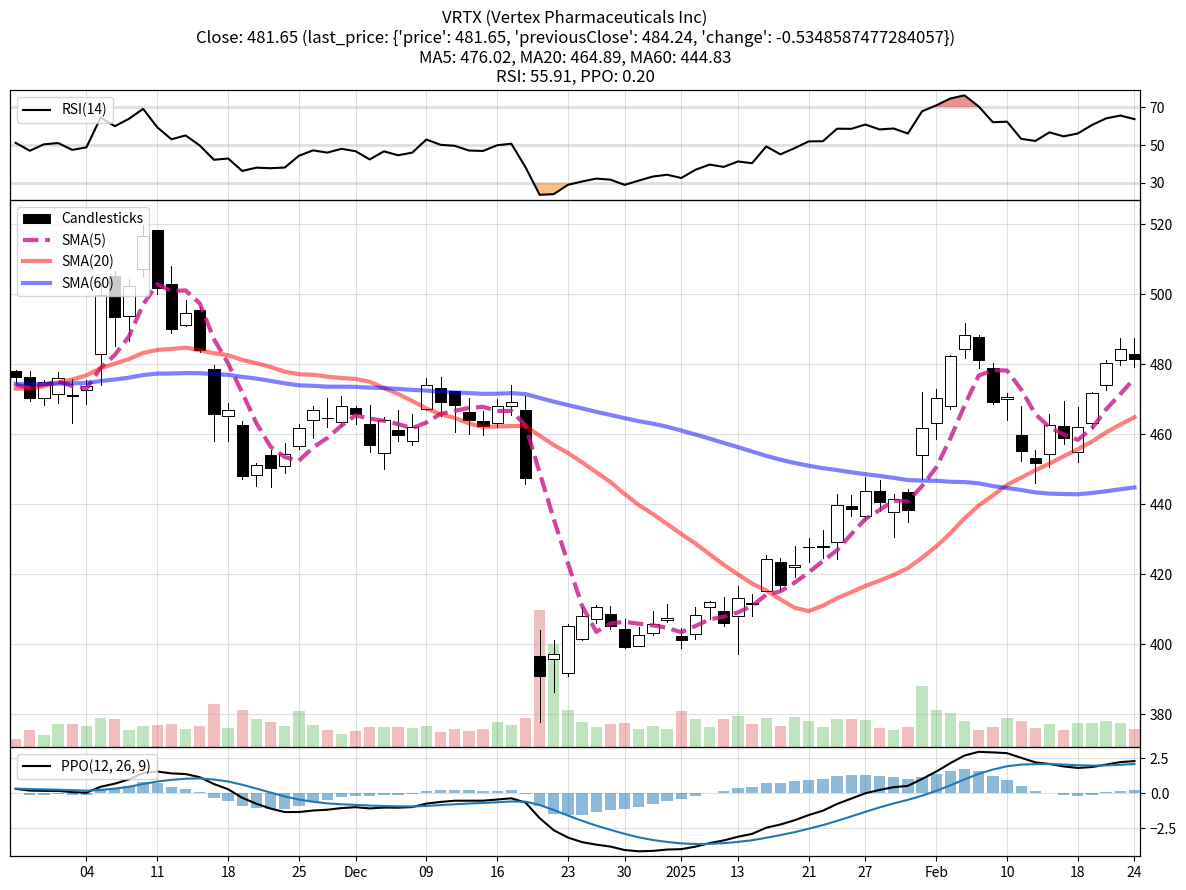 VRTX (Vertex Pharmaceuticals Inc)
Close: 481.65 (last_price: {'price': 481.65, 'previousClose': 484.24, 'change': -0.5348587477284057})
MA5: 476.02, MA20: 464.89, MA60: 444.83
RSI: 55.91, PPO: 0.20
RSI(14)
70
50
30
Candlesticks
SMA(5)
SMA(20)
SMA(60)
520
500
480
460
440
420
400
380
PPO(12, 26, 9)
2.5
0.0
−2.5
04 11 18 25 Dec 09 16 23 30 2025 13 21 27 Feb 10 18 24